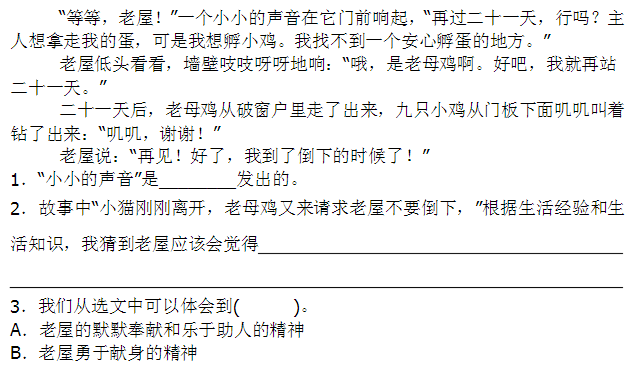 “等等，老屋！”一个小小的声音在它门前响起，“再过二十一天，行吗？主
人想拿走我的蛋，可是我想孵小鸡。我找不到一个安心孵蛋的地方。”
老屋低头看看，墙壁吱吱呀呀地响：“哦，是老母鸡啊。好吧，我就再站
二十一天。”
二十一天后，老母鸡从破窗户里走了出来，九只小鸡从门板下面叽叽叫着
钻了出来：“叽叽，谢谢！”
老屋说：“再见！好了，我到了倒下的时候了！”
1．“小小的声音”是________发出的。
2．故事中“小猫刚刚离开，老母鸡又来请求老屋不要倒下，”根据生活经验和生
活知识，我猜到老屋应该会觉得______________________________________
________________________________________________________________
3．我们从选文中可以体会到(      )。
A．老屋的默默奉献和乐于助人的精神
B．老屋勇于献身的精神